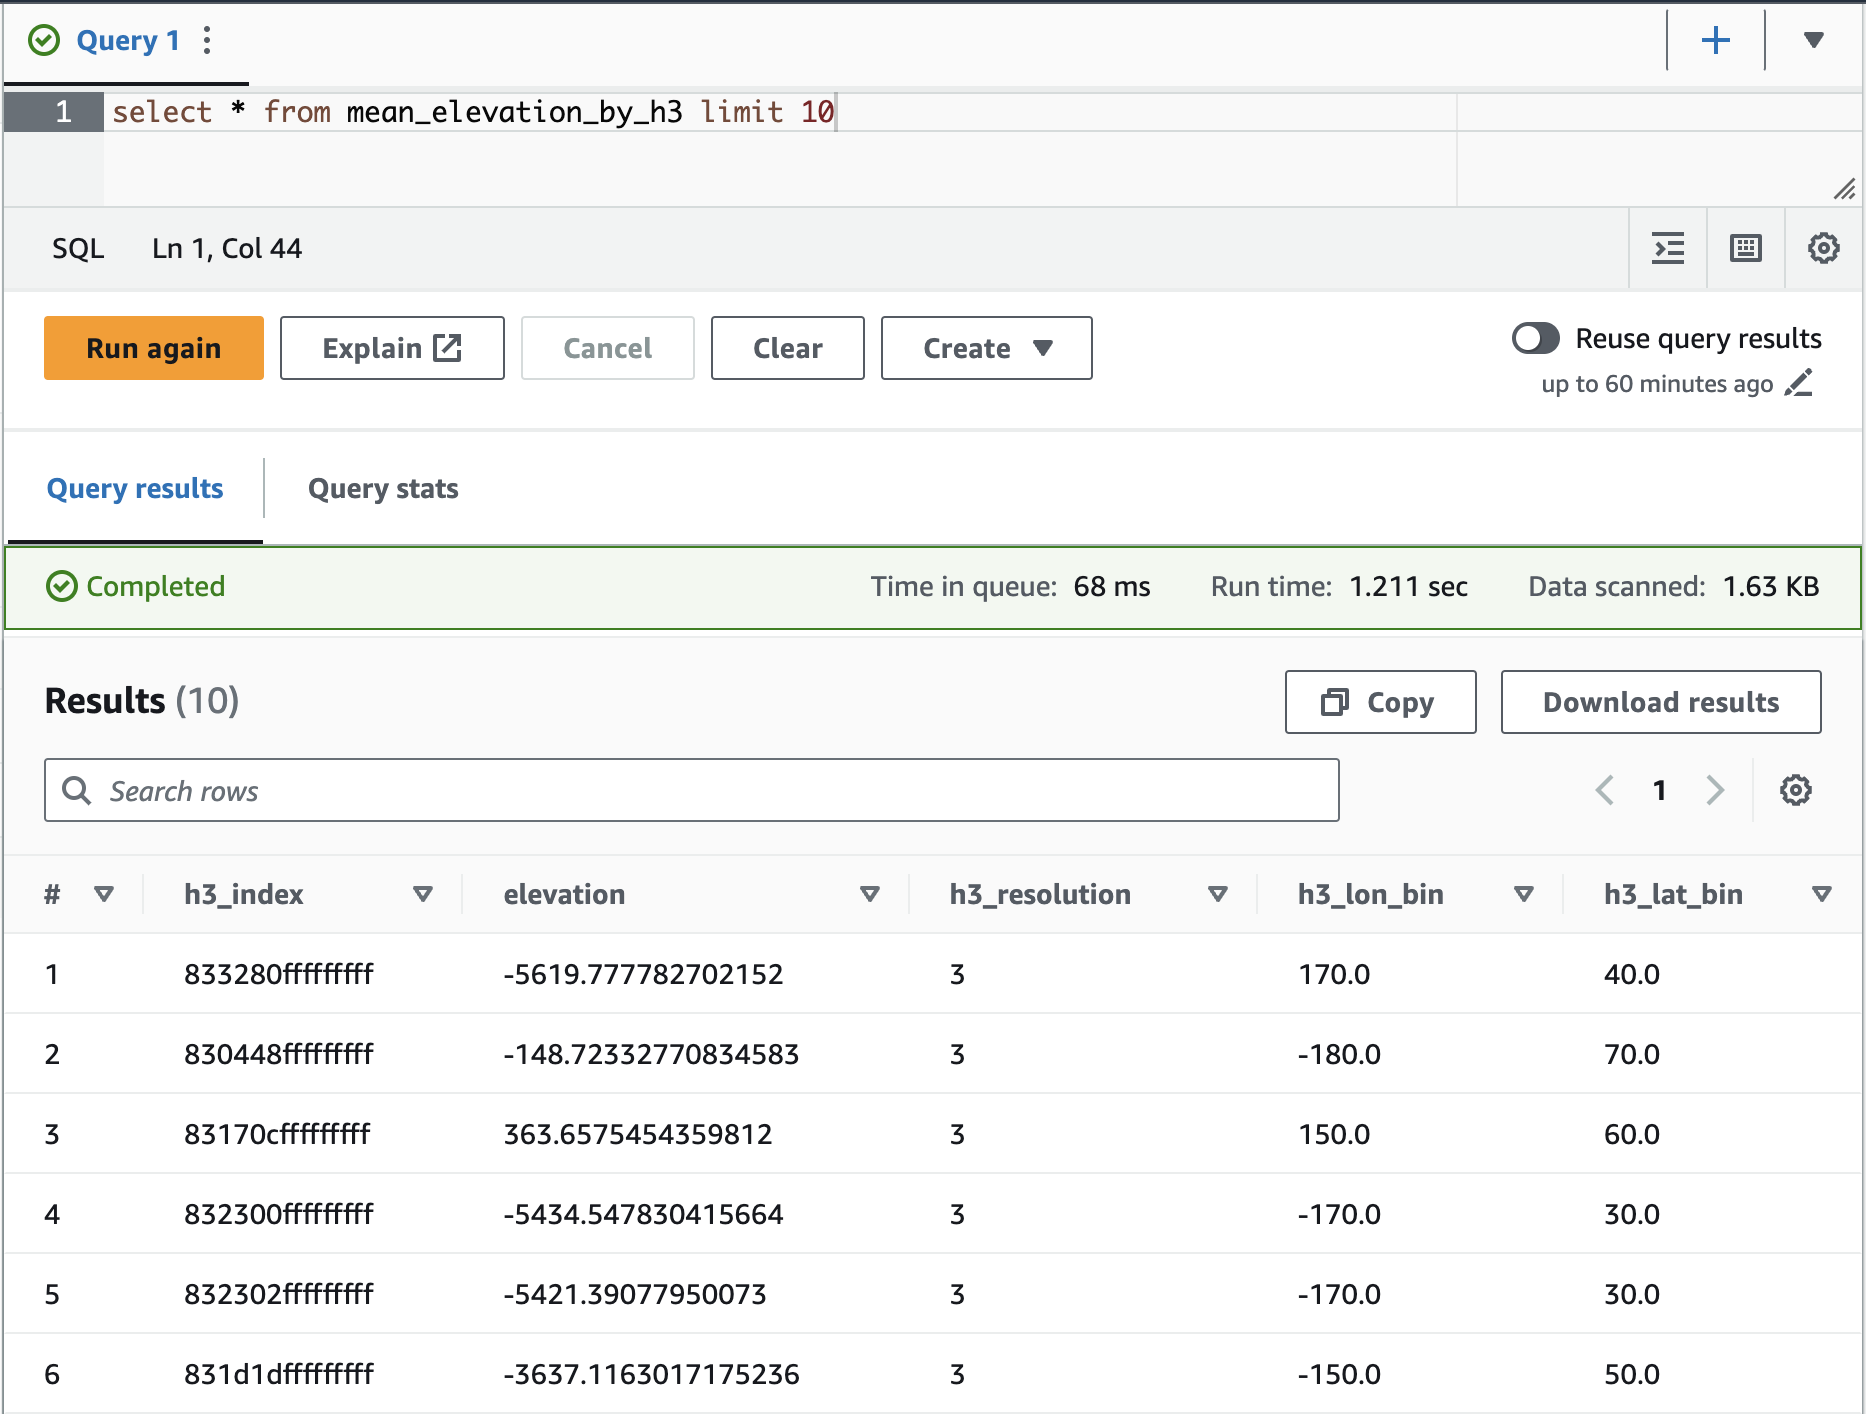 Query 1
1 select * from mean_elevation_by_h3 limit 10
SQL Ln 1, Col 44
Run again Explain Cancel Clear Create Reuse query results
up to 60 minutes ago
Query results Query stats
Completed Time in queue: 68 ms Run time: 1.211 sec Data scanned: 1.63 KB
Results (10) Copy Download results
Search rows 1
# h3_index elevation h3_resolution h3_lon_bin h3_lat_bin
1 833280fffffffff -5619.777782702152 3 170.0 40.0
2 830448fffffffff -148.72332770834583 3 -180.0 70.0
3 83170cfffffffff 363.6575454359812 3 150.0 60.0
4 832300fffffffff -5434.547830415664 3 -170.0 30.0
5 832302fffffffff -5421.39077950073 3 -170.0 30.0
6 831d1dfffffffff -3637.1163017175236 3 -150.0 50.0